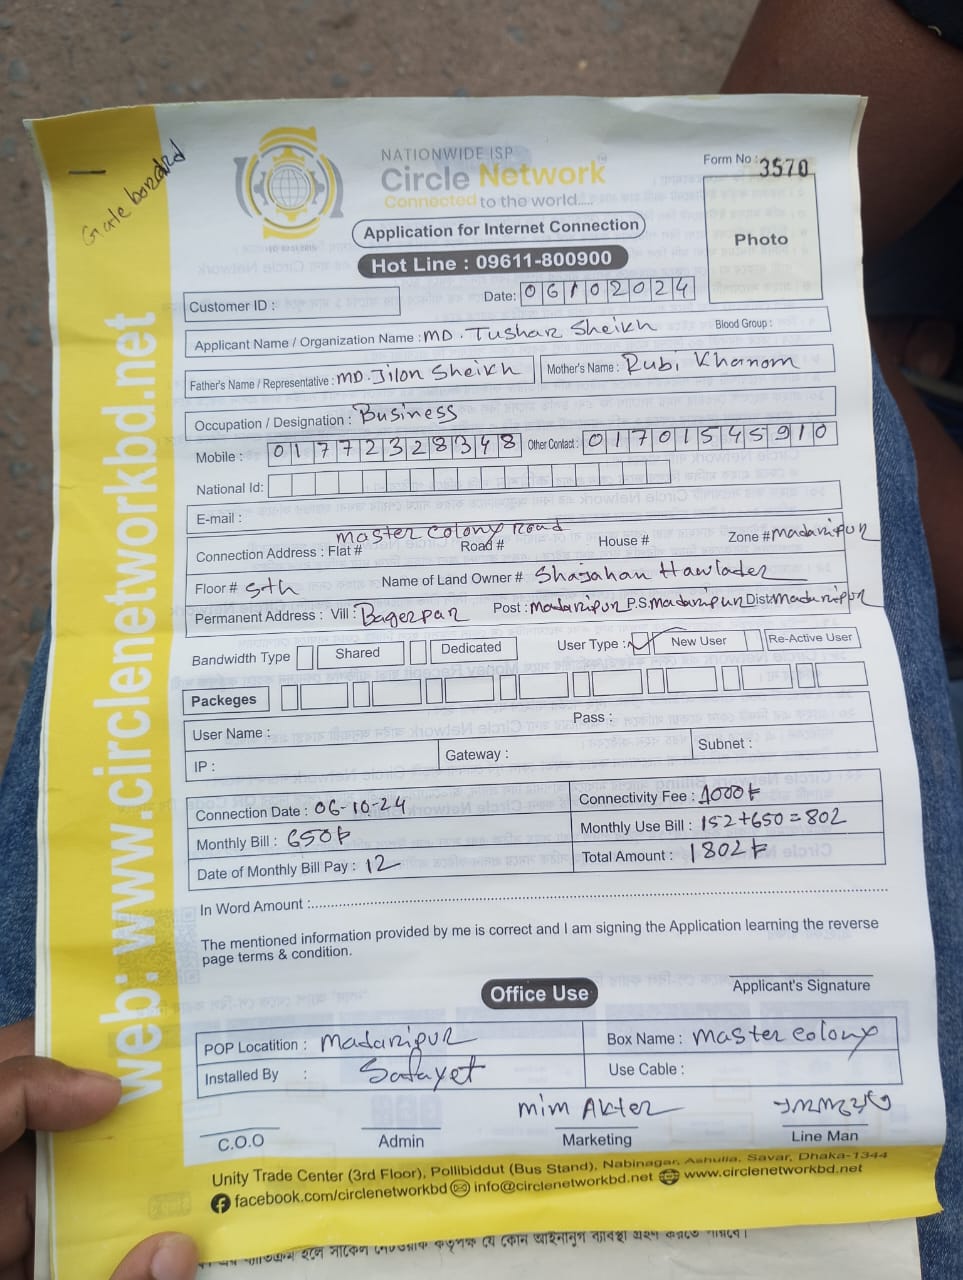 NATIONWIDE ISP
Circle Network
Connected to the world....
Form No : 3570
Application for Internet Connection
Hot Line : 09611-800900
Photo
Customer ID :
Date: 06102024
Applicant Name / Organization Name : MD. Tushar Sheikh Blood Group :
Father's Name / Representative : MD. Jilon Sheikh Mother's Name : Rubi Khanom
Occupation / Designation : Business
Mobile : 01772328348 Other Contact : 01701545910
National Id:
E-mail :
master colony Road
Connection Address : Flat # Road # House # Zone # madaripur
Floor # 5th Name of Land Owner # Shajahan Hawlader
Permanent Address : Vill : Bagerpar Post : madaripur P.S. madaripur Dist: madaripur
Bandwidth Type Shared Dedicated User Type : New User Re-Active User
Packeges
User Name : Pass :
IP : Gateway : Subnet :
Connection Date : 06-10-24 Connectivity Fee : 1000৳
Monthly Bill : 650৳ Monthly Use Bill : 152+650=802
Date of Monthly Bill Pay : 12 Total Amount : 1802৳
In Word Amount :
The mentioned information provided by me is correct and I am signing the Application learning the reverse
page terms & condition.
Applicant's Signature
Office Use
POP Locatition : Madaripur Box Name : Master colony
Installed By : Safayet Use Cable :
mim Akter
C.O.O Admin Marketing Line Man
Unity Trade Center (3rd Floor), Pollibiddut (Bus Stand), Nabinagar, Ashulia, Savar, Dhaka-1344
facebook.com/circlenetworkbd info@circlenetworkbd.net www.circlenetworkbd.net
web: www.circlenetworkbd.net